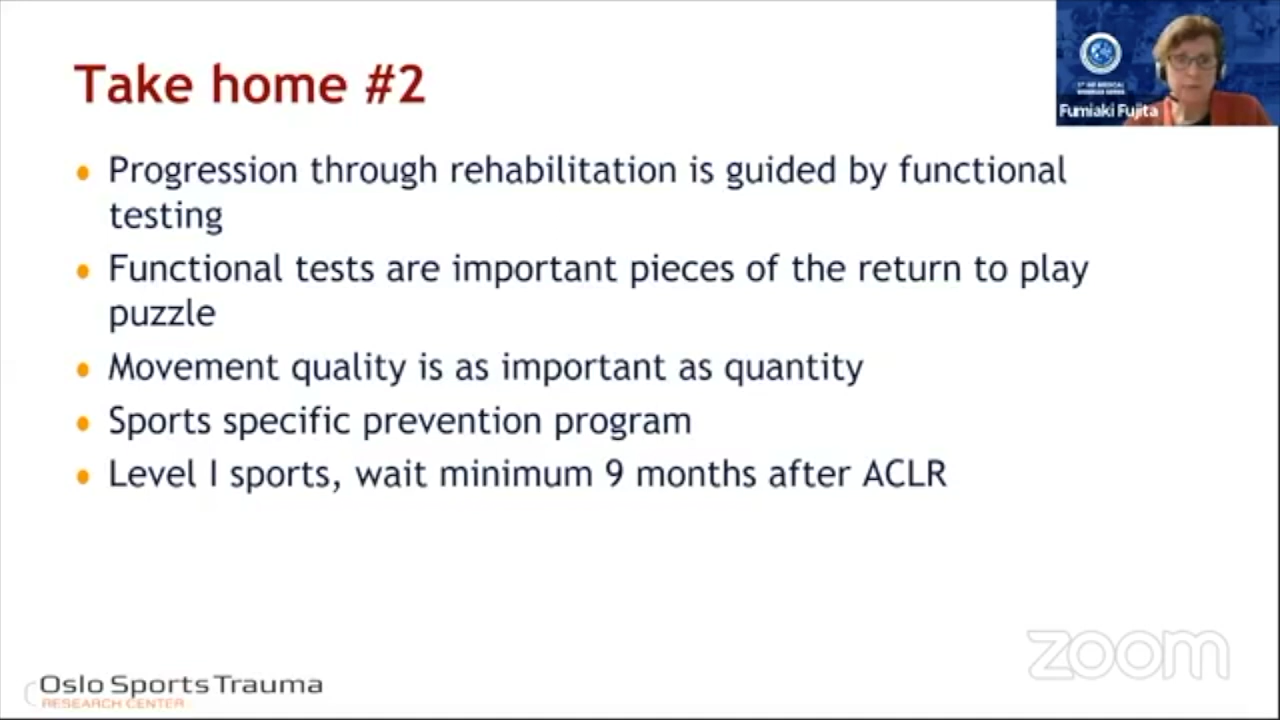 Take home #2
Fumiaki Fujita
• Progression through rehabilitation is guided by functional
testing
• Functional tests are important pieces of the return to play
puzzle
• Movement quality is as important as quantity
• Sports specific prevention program
• Level I sports, wait minimum 9 months after ACLR
zoom
Oslo Sports Trauma
RESEARCH CENTER